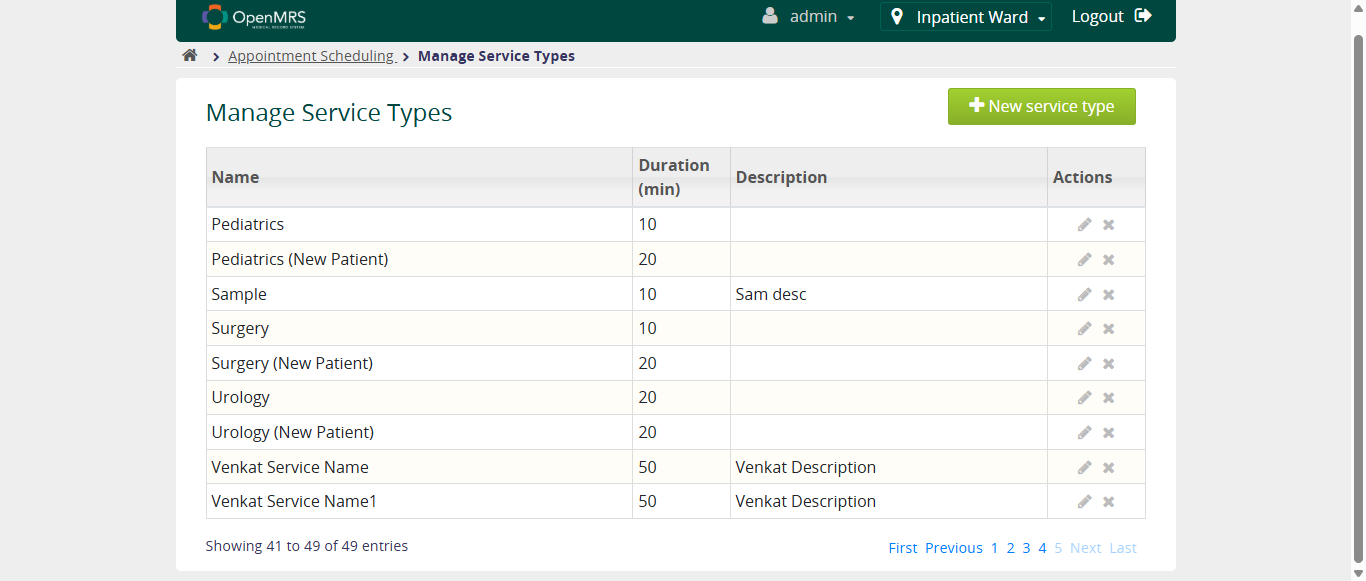 OpenMRS
MEDICAL RECORD SYSTEM
admin
Inpatient Ward
Logout
Appointment Scheduling
Manage Service Types
Manage Service Types
New service type
Name Duration (min) Description Actions
Pediatrics 10
Pediatrics (New Patient) 20
Sample 10 Sam desc
Surgery 10
Surgery (New Patient) 20
Urology 20
Urology (New Patient) 20
Venkat Service Name 50 Venkat Description
Venkat Service Name1 50 Venkat Description
Showing 41 to 49 of 49 entries
First Previous 1 2 3 4 5 Next Last